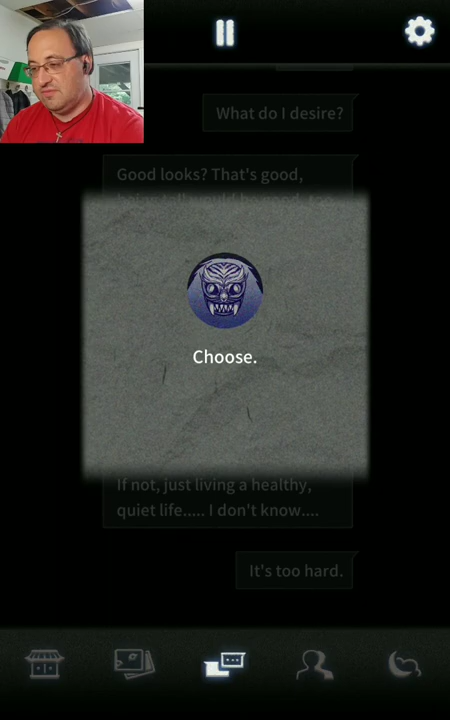 What do I desire?
Good looks? That's good,
Choose.
If not, just living a healthy,
quiet life..... I don't know....
It's too hard.